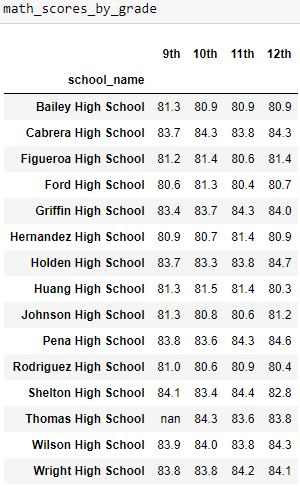 math_scores_by_grade
9th 10th 11th 12th
school_name
Bailey High School 81.3 80.9 80.9 80.9
Cabrera High School 83.7 84.3 83.8 84.3
Figueroa High School 81.2 81.4 80.6 81.4
Ford High School 80.6 81.3 80.4 80.7
Griffin High School 83.4 83.7 84.3 84.0
Hernandez High School 80.9 80.7 81.4 80.9
Holden High School 83.7 83.3 83.8 84.7
Huang High School 81.3 81.5 81.4 80.3
Johnson High School 81.3 80.8 80.6 81.2
Pena High School 83.8 83.6 84.3 84.6
Rodriguez High School 81.0 80.6 80.9 80.4
Shelton High School 84.1 83.4 84.4 82.8
Thomas High School nan 84.3 83.6 83.8
Wilson High School 83.9 84.0 83.8 84.3
Wright High School 83.8 83.8 84.2 84.1